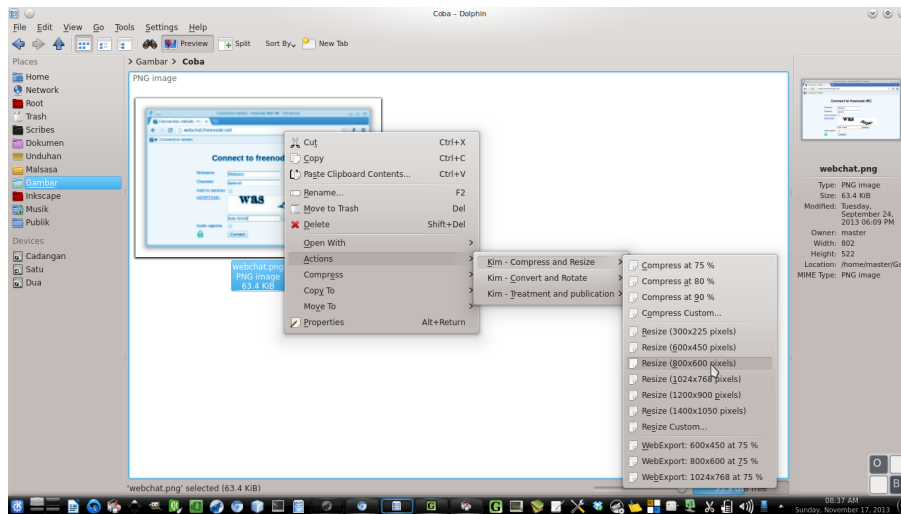 Coba – Dolphin
File Edit View Go Tools Settings Help
Preview Split Sort By New Tab
Places
Home
Network
Root
Trash
Scribes
Dokumen
Unduhan
Malsasa
Gambar
Inkscape
Musik
Publik
Devices
Cadangan
Satu
Dua
> Gambar > Coba
PNG image
webchat.freenode.net
Connect to freenod
was
Connect
webchat.png
PNG image
63.4 KiB
Cut Ctrl+X
Copy Ctrl+C
Paste Clipboard Contents... Ctrl+V
Rename... F2
Move to Trash Del
Delete Shift+Del
Open With
Actions
Compress
Copy To
Move To
Properties Alt+Return
Kim - Compress and Resize
Kim - Convert and Rotate
Kim - Treatment and publication
Compress at 75 %
Compress at 80 %
Compress at 90 %
Compress Custom...
Resize (300x225 pixels)
Resize (600x450 pixels)
Resize (800x600 pixels)
Resize (1024x768 pixels)
Resize (1200x900 pixels)
Resize (1400x1050 pixels)
Resize Custom...
WebExport: 600x450 at 75 %
WebExport: 800x600 at 75 %
WebExport: 1024x768 at 75 %
Connect to freenode IRC
was
webchat.png
Type: PNG image
Size: 63.4 KiB
Modified: Tuesday,
September 24,
2013 06:09 PM
Owner: master
Width: 802
Height: 522
Location: /home/master/Ga
MIME Type: PNG image
'webchat.png' selected (63.4 KiB)
free
O
B
08:37 AM
Sunday, November 17, 2013